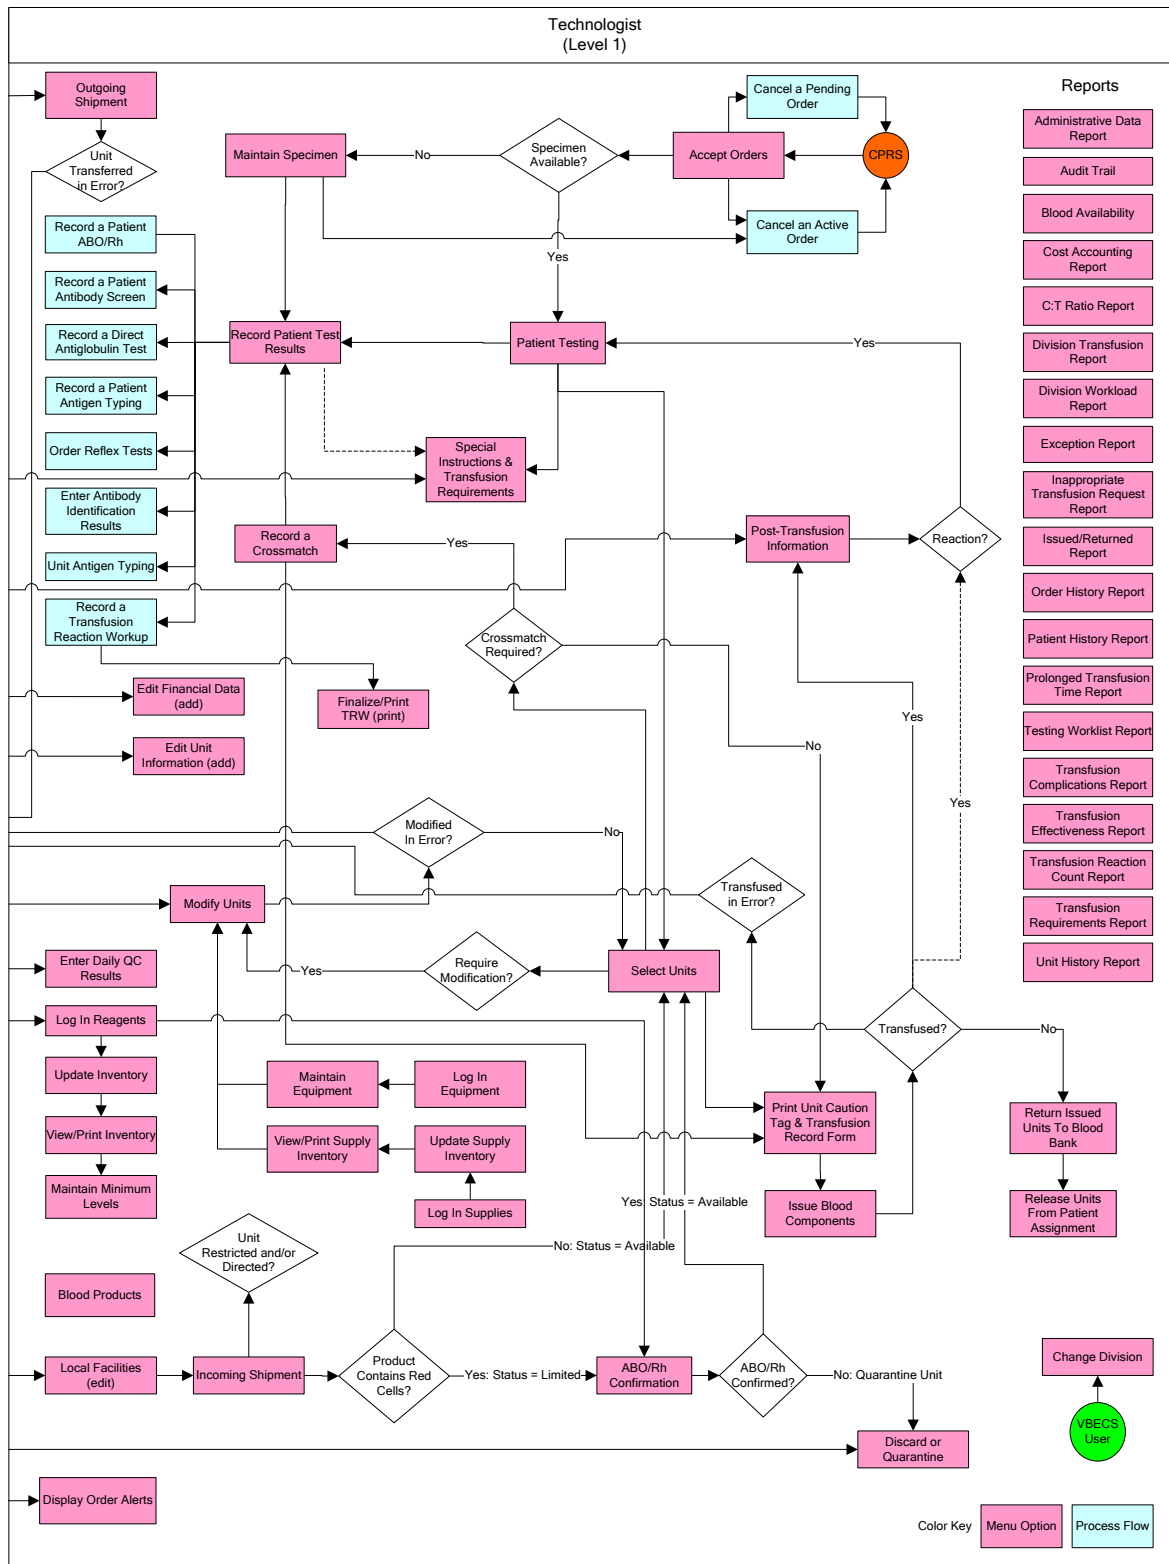 Technologist
(Level 1)
Outgoing
Shipment
Unit
Transferred
in Error?
Maintain Specimen
No
Specimen
Available?
Accept Orders
Cancel a Pending
Order
CPRS
Cancel an Active
Order
Yes
Record a Patient
ABO/Rh
Record a Patient
Antibody Screen
Record a Direct
Antiglobulin Test
Record a Patient
Antigen Typing
Order Reflex Tests
Enter Antibody
Identification
Results
Unit Antigen Typing
Record a
Transfusion
Reaction Workup
Record Patient Test
Results
Patient Testing
Yes
Special
Instructions &
Transfusion
Requirements
Record a
Crossmatch
Yes
Post-Transfusion
Information
Reaction?
Crossmatch
Required?
Edit Financial Data
(add)
Finalize/Print
TRW (print)
Edit Unit
Information (add)
Yes
No
Yes
Modified
In Error?
No
Transfused
in Error?
Modify Units
Enter Daily QC
Results
Yes
Require
Modification?
Select Units
Log In Reagents
Transfused?
No
Update Inventory
Maintain
Equipment
Log In
Equipment
Print Unit Caution
Tag & Transfusion
Record Form
Return Issued
Units To Blood
Bank
View/Print Inventory
View/Print Supply
Inventory
Update Supply
Inventory
Maintain Minimum
Levels
Log In Supplies
Yes: Status = Available
Issue Blood
Components
Release Units
From Patient
Assignment
Unit
Restricted and/or
Directed?
No: Status = Available
Blood Products
Local Facilities
(edit)
Incoming Shipment
Product
Contains Red
Cells?
Yes: Status = Limited
ABO/Rh
Confirmation
ABO/Rh
Confirmed?
No: Quarantine Unit
Change Division
VBECS
User
Discard or
Quarantine
Display Order Alerts
Color Key
Menu Option
Process Flow
Reports
Administrative Data
Report
Audit Trail
Blood Availability
Cost Accounting
Report
C:T Ratio Report
Division Transfusion
Report
Division Workload
Report
Exception Report
Inappropriate
Transfusion Request
Report
Issued/Returned
Report
Order History Report
Patient History Report
Prolonged Transfusion
Time Report
Testing Worklist Report
Transfusion
Complications Report
Transfusion
Effectiveness Report
Transfusion Reaction
Count Report
Transfusion
Requirements Report
Unit History Report